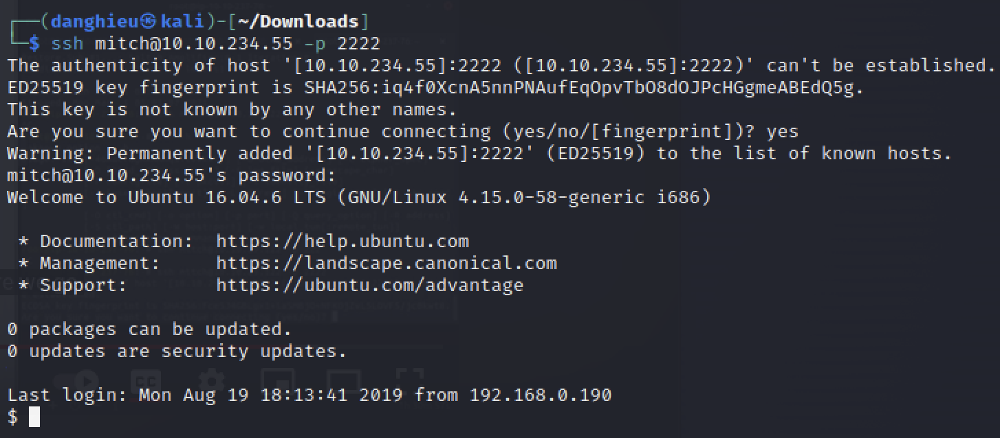 ┌──(danghieu㉿kali)-[~/Downloads]
└─$ ssh mitch@10.10.234.55 -p 2222
The authenticity of host '[10.10.234.55]:2222 ([10.10.234.55]:2222)' can't be established.
ED25519 key fingerprint is SHA256:iq4f0XcnA5nnPNAufEqOpvTbO8dOJPcHGgmeABEdQ5g.
This key is not known by any other names.
Are you sure you want to continue connecting (yes/no/[fingerprint])? yes
Warning: Permanently added '[10.10.234.55]:2222' (ED25519) to the list of known hosts.
mitch@10.10.234.55's password:
Welcome to Ubuntu 16.04.6 LTS (GNU/Linux 4.15.0-58-generic i686)
* Documentation: https://help.ubuntu.com
* Management: https://landscape.canonical.com
* Support: https://ubuntu.com/advantage
0 packages can be updated.
0 updates are security updates.
Last login: Mon Aug 19 18:13:41 2019 from 192.168.0.190
$